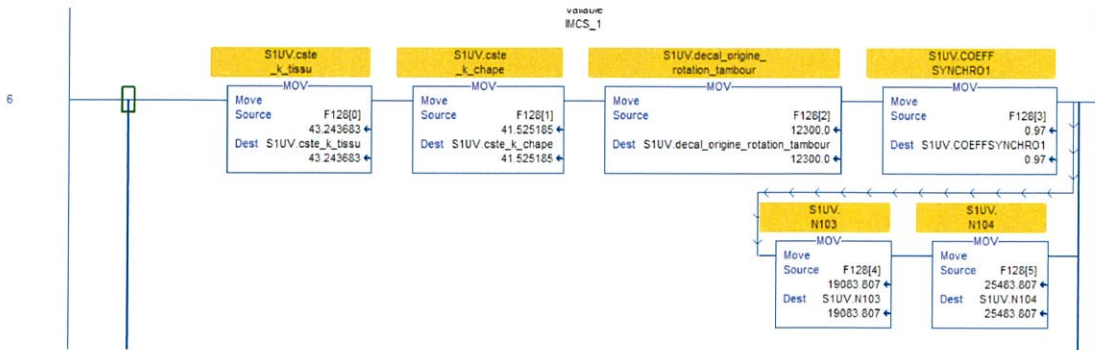 IMCS_1
S1UV.cste
_k_tissu
S1UV.cste
_k_chape
S1UV.decal_origine_
rotation_tambour
S1UV.COEFF
SYNCHRO1
6
MOV
Move
Source F128[0]
43.243683
Dest S1UV.cste_k_tissu
43.243683
MOV
Move
Source F128[1]
41.525185
Dest S1UV.cste_k_chape
41.525185
MOV
Move
Source F128[2]
12300.0
Dest S1UV.decal_origine_rotation_tambour
12300.0
MOV
Move
Source F128[3]
0.97
Dest S1UV.COEFFSYNCHRO1
0.97
S1UV.
N103
S1UV.
N104
MOV
Move
Source F128[4]
19083.807
Dest S1UV.N103
19083.807
MOV
Move
Source F128[5]
25483.807
Dest S1UV.N104
25483.807